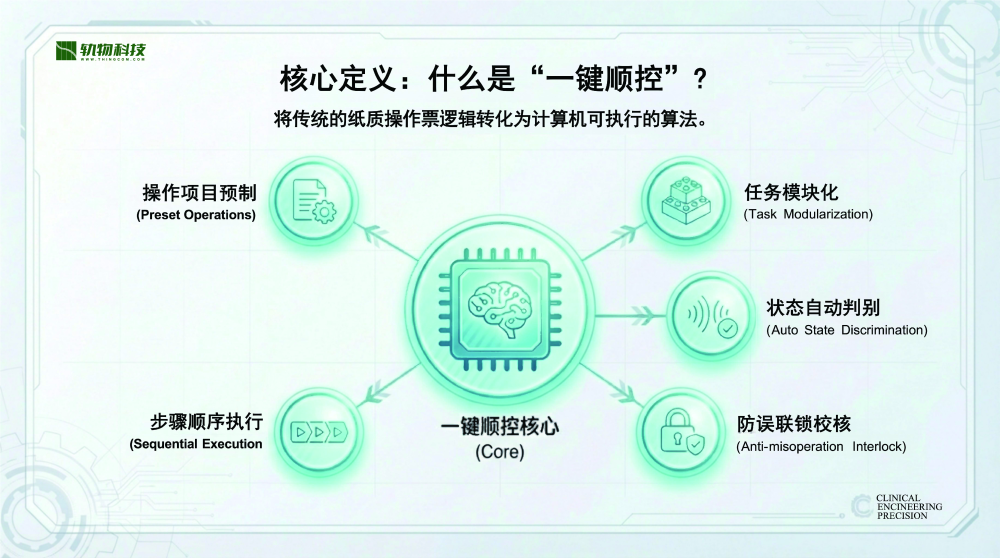 轨物科技
WWW.THINGCOM.COM
核心定义：什么是“一键顺控”？
将传统的纸质操作票逻辑转化为计算机可执行的算法。
操作项目预制
(Preset Operations)
任务模块化
(Task Modularization)
状态自动判别
(Auto State Discrimination)
步骤顺序执行
(Sequential Execution
一键顺控核心
(Core)
防误联锁校核
(Anti-misoperation Interlock)
CLINICAL
ENCINEERING
PRECISION